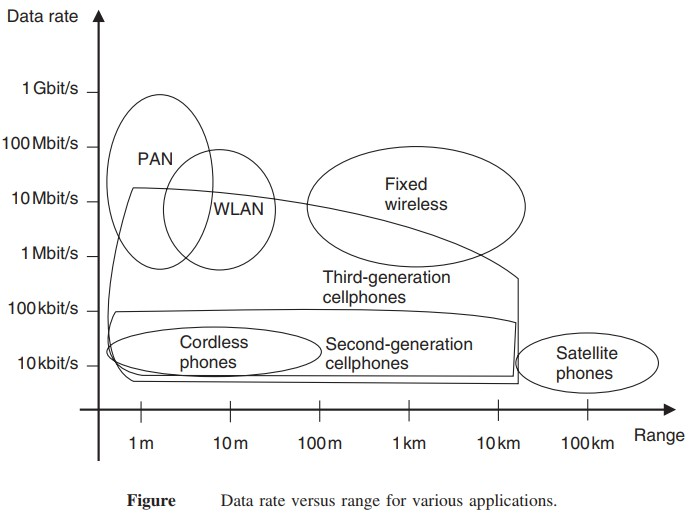 Data rate
1 Gbit/s
100 Mbit/s
PAN
Fixed
wireless
10 Mbit/s
WLAN
1 Mbit/s
Third-generation
cellphones
100 kbit/s
Cordless
phones
Second-generation
cellphones
Satellite
phones
10 kbit/s
1 m
10 m
100 m
1 km
10 km
100 km
Range
Figure Data rate versus range for various applications.